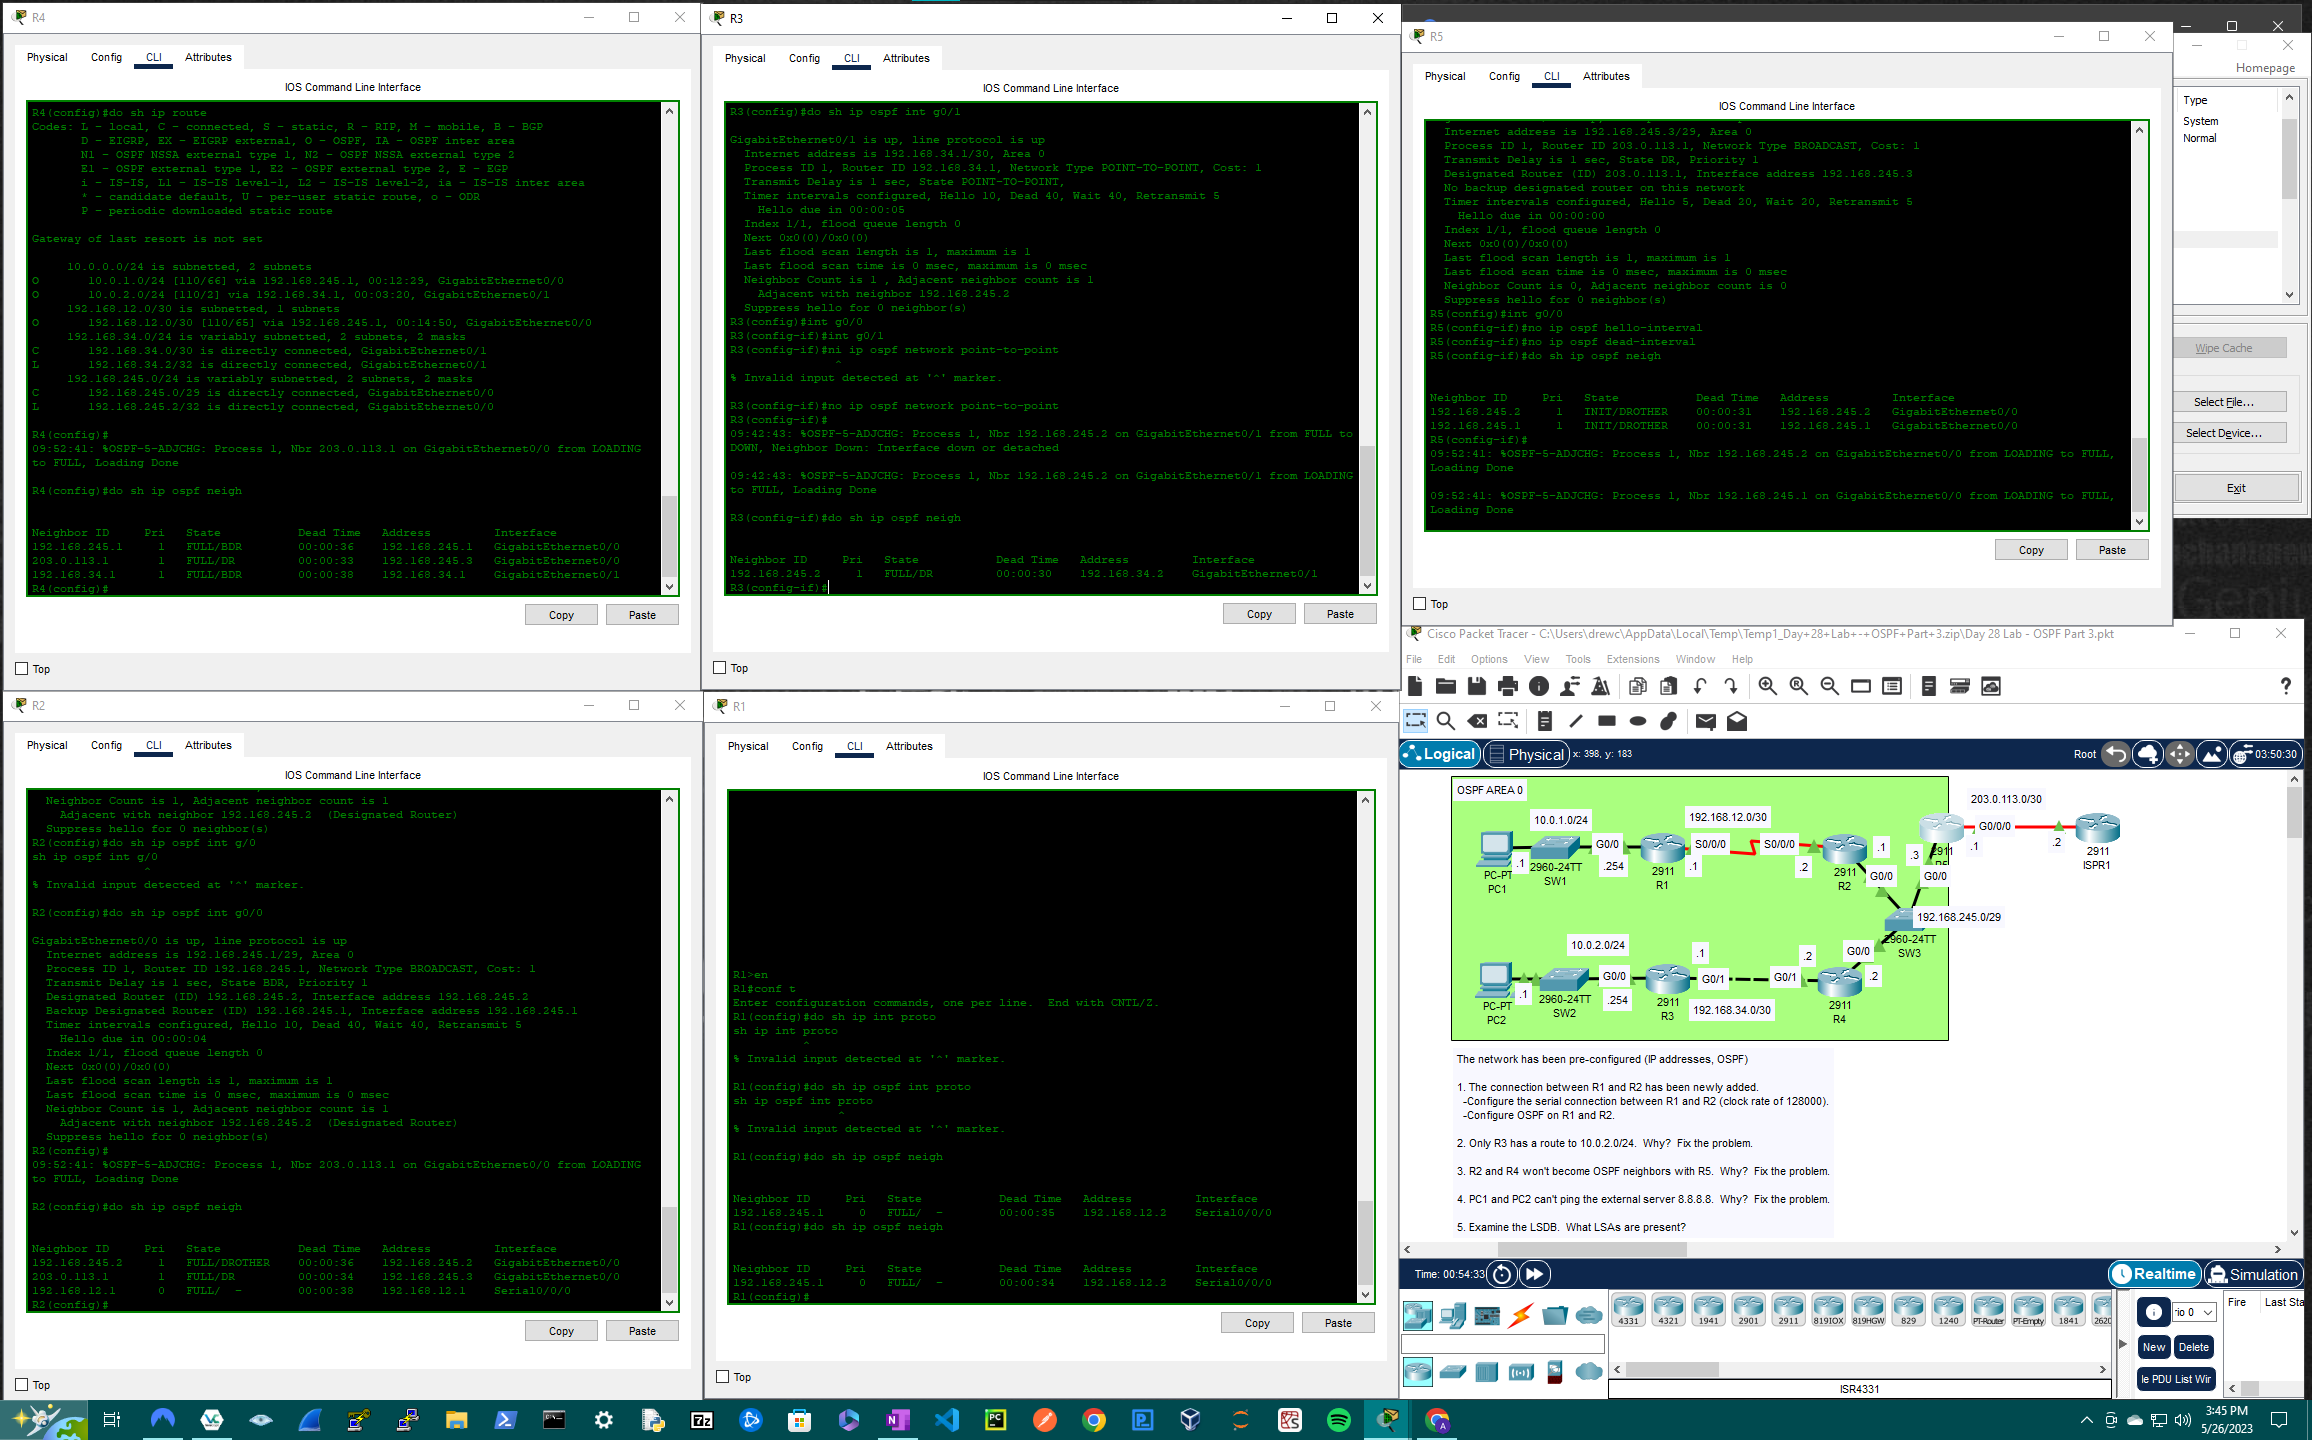 R4
Physical Config CLI Attributes
IOS Command Line Interface
R4(config)#do sh ip route
Codes: L - local, C - connected, S - static, R - RIP, M - mobile, B - BGP
D - EIGRP, EX - EIGRP external, O - OSPF, IA - OSPF inter area
N1 - OSPF NSSA external type 1, N2 - OSPF NSSA external type 2
E1 - OSPF external type 1, E2 - OSPF external type 2, E - EGP
i - IS-IS, L1 - IS-IS level-1, L2 - IS-IS level-2, ia - IS-IS inter area
* - candidate default, U - per-user static route, o - ODR
P - periodic downloaded static route
Gateway of last resort is not set
10.0.0.0/24 is subnetted, 2 subnets
O 10.0.1.0/24 [110/66] via 192.168.245.1, 00:12:29, GigabitEthernet0/0
O 10.0.2.0/24 [110/2] via 192.168.34.1, 00:03:20, GigabitEthernet0/1
192.168.12.0/30 is subnetted, 1 subnets
O 192.168.12.0/30 [110/65] via 192.168.245.1, 00:14:50, GigabitEthernet0/0
192.168.34.0/24 is variably subnetted, 2 subnets, 2 masks
C 192.168.34.0/30 is directly connected, GigabitEthernet0/1
L 192.168.34.2/32 is directly connected, GigabitEthernet0/1
192.168.245.0/24 is variably subnetted, 2 subnets, 2 masks
C 192.168.245.0/29 is directly connected, GigabitEthernet0/0
L 192.168.245.2/32 is directly connected, GigabitEthernet0/0
R4(config)#
09:52:41: %OSPF-5-ADJCHG: Process 1, Nbr 203.0.113.1 on GigabitEthernet0/0 from LOADING
to FULL, Loading Done
R4(config)#do sh ip ospf neigh
Neighbor ID Pri State Dead Time Address Interface
192.168.245.1 1 FULL/BDR 00:00:36 192.168.245.1 GigabitEthernet0/0
203.0.113.1 1 FULL/DR 00:00:33 192.168.245.3 GigabitEthernet0/0
192.168.34.1 1 FULL/BDR 00:00:38 192.168.34.1 GigabitEthernet0/1
R4(config)#
Copy Paste
Top
R3
Physical Config CLI Attributes
IOS Command Line Interface
R3(config)#do sh ip ospf int g0/1
GigabitEthernet0/1 is up, line protocol is up
Internet address is 192.168.34.1/30, Area 0
Process ID 1, Router ID 192.168.34.1, Network Type POINT-TO-POINT, Cost: 1
Transmit Delay is 1 sec, State POINT-TO-POINT,
Timer intervals configured, Hello 10, Dead 40, Wait 40, Retransmit 5
Hello due in 00:00:05
Index 1/1, flood queue length 0
Next 0x0(0)/0x0(0)
Last flood scan length is 1, maximum is 1
Last flood scan time is 0 msec, maximum is 0 msec
Neighbor Count is 1 , Adjacent neighbor count is 1
Adjacent with neighbor 192.168.245.2
Suppress hello for 0 neighbor(s)
R3(config)#int g0/0
R3(config-if)#int g0/1
R3(config-if)#ni ip ospf network point-to-point
^
% Invalid input detected at '^' marker.
R3(config-if)#no ip ospf network point-to-point
R3(config-if)#
09:42:43: %OSPF-5-ADJCHG: Process 1, Nbr 192.168.245.2 on GigabitEthernet0/1 from FULL to
DOWN, Neighbor Down: Interface down or detached
09:42:43: %OSPF-5-ADJCHG: Process 1, Nbr 192.168.245.2 on GigabitEthernet0/1 from LOADING
to FULL, Loading Done
R3(config-if)#do sh ip ospf neigh
Neighbor ID Pri State Dead Time Address Interface
192.168.245.2 1 FULL/DR 00:00:30 192.168.34.2 GigabitEthernet0/1
R3(config-if)#
Copy Paste
Top
R5
Physical Config CLI Attributes
IOS Command Line Interface
Internet address is 192.168.245.3/29, Area 0
Process ID 1, Router ID 203.0.113.1, Network Type BROADCAST, Cost: 1
Transmit Delay is 1 sec, State DR, Priority 1
Designated Router (ID) 203.0.113.1, Interface address 192.168.245.3
No backup designated router on this network
Timer intervals configured, Hello 5, Dead 20, Wait 20, Retransmit 5
Hello due in 00:00:00
Index 1/1, flood queue length 0
Next 0x0(0)/0x0(0)
Last flood scan length is 1, maximum is 1
Last flood scan time is 0 msec, maximum is 0 msec
Neighbor Count is 0, Adjacent neighbor count is 0
Suppress hello for 0 neighbor(s)
R5(config)#int g0/0
R5(config-if)#no ip ospf hello-interval
R5(config-if)#no ip ospf dead-interval
R5(config-if)#do sh ip ospf neigh
Neighbor ID Pri State Dead Time Address Interface
192.168.245.2 1 INIT/DROTHER 00:00:31 192.168.245.2 GigabitEthernet0/0
192.168.245.1 1 INIT/DROTHER 00:00:31 192.168.245.1 GigabitEthernet0/0
R5(config-if)#
09:52:41: %OSPF-5-ADJCHG: Process 1, Nbr 192.168.245.2 on GigabitEthernet0/0 from LOADING to FULL,
Loading Done
09:52:41: %OSPF-5-ADJCHG: Process 1, Nbr 192.168.245.1 on GigabitEthernet0/0 from LOADING to FULL,
Loading Done
Copy Paste
Top
Homepage
Type
System
Normal
Wipe Cache
Select File...
Select Device...
Exit
R2
Physical Config CLI Attributes
IOS Command Line Interface
Neighbor Count is 1, Adjacent neighbor count is 1
Adjacent with neighbor 192.168.245.2 (Designated Router)
Suppress hello for 0 neighbor(s)
R2(config)#do sh ip ospf int g/0
sh ip ospf int g/0
^
% Invalid input detected at '^' marker.
R2(config)#do sh ip ospf int g0/0
GigabitEthernet0/0 is up, line protocol is up
Internet address is 192.168.245.1/29, Area 0
Process ID 1, Router ID 192.168.245.1, Network Type BROADCAST, Cost: 1
Transmit Delay is 1 sec, State BDR, Priority 1
Designated Router (ID) 192.168.245.2, Interface address 192.168.245.2
Backup Designated Router (ID) 192.168.245.1, Interface address 192.168.245.1
Timer intervals configured, Hello 10, Dead 40, Wait 40, Retransmit 5
Hello due in 00:00:04
Index 1/1, flood queue length 0
Next 0x0(0)/0x0(0)
Last flood scan length is 1, maximum is 1
Last flood scan time is 0 msec, maximum is 0 msec
Neighbor Count is 1, Adjacent neighbor count is 1
Adjacent with neighbor 192.168.245.2 (Designated Router)
Suppress hello for 0 neighbor(s)
R2(config)#
09:52:41: %OSPF-5-ADJCHG: Process 1, Nbr 203.0.113.1 on GigabitEthernet0/0 from LOADING
to FULL, Loading Done
R2(config)#do sh ip ospf neigh
Neighbor ID Pri State Dead Time Address Interface
192.168.245.2 1 FULL/DROTHER 00:00:36 192.168.245.2 GigabitEthernet0/0
203.0.113.1 1 FULL/DR 00:00:34 192.168.245.3 GigabitEthernet0/0
192.168.12.1 0 FULL/ - 00:00:38 192.168.12.1 Serial0/0/0
R2(config)#
Copy Paste
Top
R1
Physical Config CLI Attributes
IOS Command Line Interface
R1>en
R1#conf t
Enter configuration commands, one per line. End with CNTL/Z.
R1(config)#do sh ip int proto
sh ip int proto
^
% Invalid input detected at '^' marker.
R1(config)#do sh ip ospf int proto
sh ip ospf int proto
^
% Invalid input detected at '^' marker.
R1(config)#do sh ip ospf neigh
Neighbor ID Pri State Dead Time Address Interface
192.168.245.1 0 FULL/ - 00:00:35 192.168.12.2 Serial0/0/0
R1(config)#do sh ip ospf neigh
Neighbor ID Pri State Dead Time Address Interface
192.168.245.1 0 FULL/ - 00:00:34 192.168.12.2 Serial0/0/0
R1(config)#
Copy Paste
Top
Cisco Packet Tracer - C:\Users\drewc\AppData\Local\Temp\Temp1_Day+28+Lab+-+OSPF+Part+3.zip\Day 28 Lab - OSPF Part 3.pkt
File Edit Options View Tools Extensions Window Help
Logical Physical x: 398, y: 183 Root 03:50:30
OSPF AREA 0
203.0.113.0/30
10.0.1.0/24 192.168.12.0/30
G0/0 S0/0/0 S0/0/0 .1 .3 G0/0/0 .1 .2
.1 2960-24TT .254 2911 .1 .2 2911 2911 2911
PC-PT SW1 R1 R2 ISPR1
PC1
G0/0 G0/0
192.168.245.0/29
2960-24TT
SW3
10.0.2.0/24 .1 .2 G0/0
G0/0 G0/1 G0/1 .2
.1 2960-24TT .254 2911 2911
PC-PT SW2 R3 192.168.34.0/30 R4
PC2
The network has been pre-configured (IP addresses, OSPF)
1. The connection between R1 and R2 has been newly added.
-Configure the serial connection between R1 and R2 (clock rate of 128000).
-Configure OSPF on R1 and R2.
2. Only R3 has a route to 10.0.2.0/24. Why? Fix the problem.
3. R2 and R4 won't become OSPF neighbors with R5. Why? Fix the problem.
4. PC1 and PC2 can't ping the external server 8.8.8.8. Why? Fix the problem.
5. Examine the LSDB. What LSAs are present?
Time: 00:54:33 Realtime Simulation
4331 4321 1941 2901 2911 819IOX 819HGW 829 1240 PT-Router PT-Empty 1841 2620
ISR4331
rio 0 Fire Last Sta
New Delete
le PDU List Wir
3:45 PM
5/26/2023